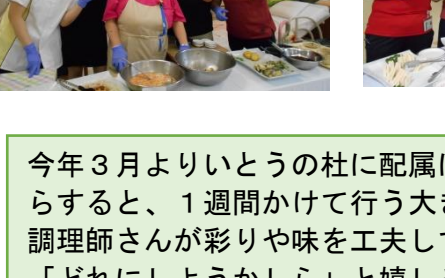 今年３月よりいとうの杜に配属に
らすると、１週間かけて行う大き
調理師さんが彩りや味を工夫して
「どれにしようかしら」と嬉し